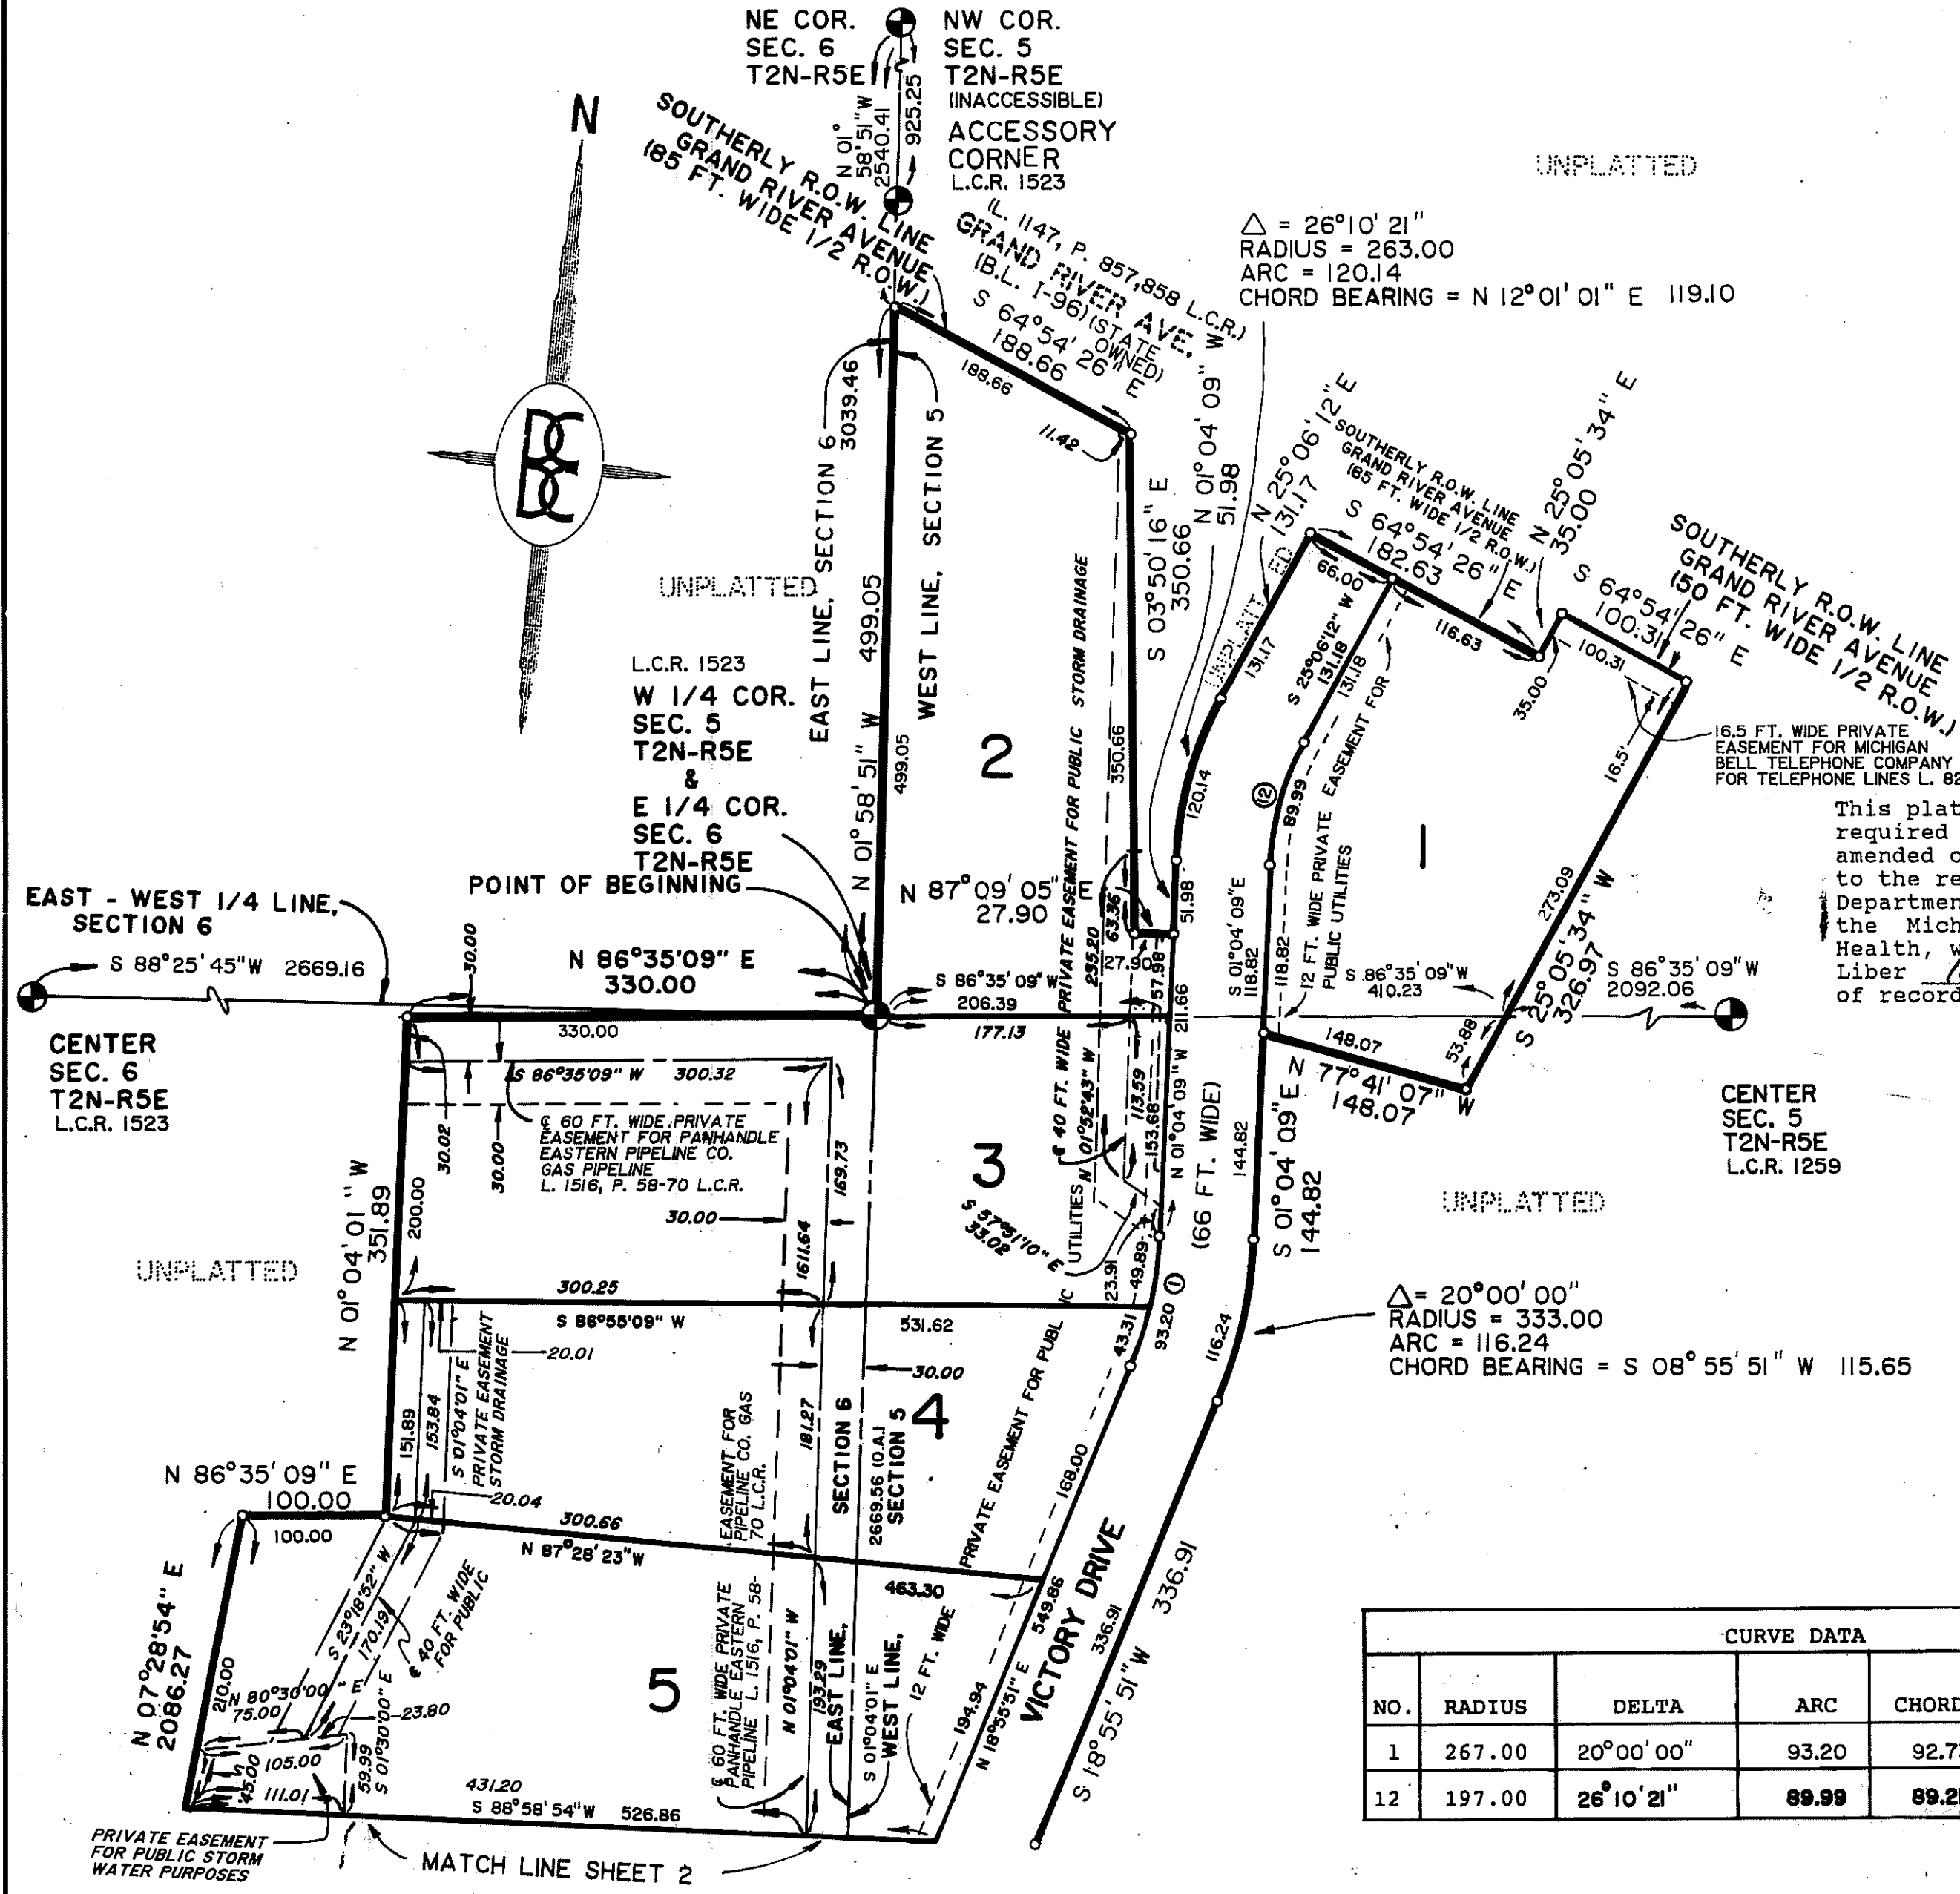 NE COR.
SEC. 6
T2N-R5E
NW COR.
SEC. 5
T2N-R5E
(INACCESSIBLE)
ACCESSORY
CORNER
L.C.R. 1523
N 01°
58'51" W
2540.41
925.25
N
SOUTHERLY R.O.W. LINE
GRAND RIVER AVENUE
(85 FT. WIDE 1/2 R.O.W.)
(L. 1147, P. 857,858 L.C.R.)
GRAND RIVER AVE.
(B.L. I-96)(STATE
OWNED)
S 64°54'26" E
188.66
188.66
11.42
UNPLATTED
△ = 26°10'21"
RADIUS = 263.00
ARC = 120.14
CHORD BEARING = N 12°01'01" E 119.10
EAST LINE, SECTION 6
3039.46
WEST LINE, SECTION 5
N 01°58'51" W 499.05
499.05
UNPLATTED
2
S 03°50'16" E
350.66
350.66
N 01°04'09" W
51.98
N 25°06'12" E
131.17
131.17
UNPLATTED
SOUTHERLY R.O.W. LINE
GRAND RIVER AVENUE
(85 FT. WIDE 1/2 R.O.W.)
S 64°54'26" E
182.63
66.00
116.63
N 25°05'34" E
35.00
35.00
S 64°54'26" E
100.31
100.31
SOUTHERLY R.O.W. LINE
GRAND RIVER AVENUE
(50 FT. WIDE 1/2 R.O.W.)
16.5'
16.5 FT. WIDE PRIVATE
EASEMENT FOR MICHIGAN
BELL TELEPHONE COMPANY
FOR TELEPHONE LINES L. 82
This plat
required
amended
to the re
Departmen
the Mich
Health, w
Liber
of record
S 25°06'12" W
131.18
131.18
12
89.99
120.14
12 FT. WIDE PRIVATE EASEMENT FOR
PUBLIC UTILITIES
1
273.09
S 25°05'34" W
326.97
53.88
L.C.R. 1523
W 1/4 COR.
SEC. 5
T2N-R5E
&
E 1/4 COR.
SEC. 6
T2N-R5E
POINT OF BEGINNING
EAST - WEST 1/4 LINE,
SECTION 6
S 88°25'45"W 2669.16
30.00
N 86°35'09" E
330.00
330.00
N 87°09'05" E
27.90
27.90
63.36
235.20
57.98
51.98
211.66
S 86°35'09" W
206.39
177.13
S 01°04'09"E
118.82
118.82
S 86°35'09"W
410.23
S 86°35'09"W
2092.06
148.07
N 77°41'07" W
148.07
CENTER
SEC. 6
T2N-R5E
L.C.R. 1523
CENTER
SEC. 5
T2N-R5E
L.C.R. 1259
S 86°35'09" W 300.32
30.02
30.00
℄ 60 FT. WIDE PRIVATE
EASEMENT FOR PANHANDLE
EASTERN PIPELINE CO.
GAS PIPELINE
L. 1516, P. 58-70 L.C.R.
30.00
169.73
1611.64
3
℄ 40 FT. WIDE PRIVATE EASEMENT FOR PUBLIC STORM DRAINAGE
N 01°52'43" W
113.59
153.68
N 01°04'09" W
(66 FT. WIDE)
S 57°51'10" E
33.02
23.91
49.89
1
93.20
144.82
S 01°04'09" E
144.82
UNPLATTED
△= 20°00'00"
RADIUS = 333.00
ARC = 116.24
CHORD BEARING = S 08°55'51" W 115.65
116.24
UNPLATTED
N 01°04'01" W
351.89
200.00
300.25
S 86°55'09" W
531.62
20.01
30.00
151.89
153.84
S 01°04'01" E
PRIVATE EASEMENT
STORM DRAINAGE
20.04
4
181.27
SECTION 6
2669.56 (O.A.)
SECTION 5
43.31
168.00
PRIVATE EASEMENT FOR PUBLIC UTILITIES
EASEMENT FOR
PIPELINE CO. GAS
70 L.C.R.
N 86°35'09" E
100.00
100.00
300.66
N 87°28'23"W
463.30
N 07°28'54" E
2086.27
210.00
S 23°18'52" W
170.19
℄ 40 FT. WIDE
FOR PUBLIC
N 80°30'00" E
75.00
23.80
105.00
45.00
111.01
59.99
S 01°30'00" E
5
℄ 60 FT. WIDE PRIVATE
PANHANDLE EASTERN
PIPELINE L. 1516, P. 58-
N 01°04'01" W
193.29
EAST LINE,
S 01°04'01" E
WEST LINE,
12 FT. WIDE
194.94
549.86
N 18°55'51" E
VICTORY DRIVE
336.91
336.91
S 18°55'51" W
431.20
S 88°58'54"W 526.86
PRIVATE EASEMENT
FOR PUBLIC STORM
WATER PURPOSES
MATCH LINE SHEET 2
CURVE DATA
NO. RADIUS DELTA ARC CHORD
1 267.00 20°00'00" 93.20 92.7
12 197.00 26°10'21" 89.99 89.2